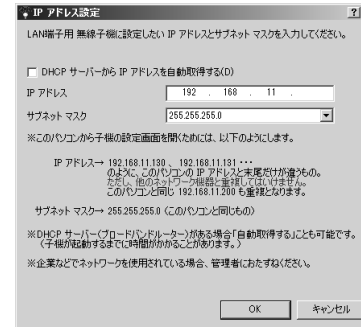 IP アドレス設定
LAN端子用 無線子機に設定したい IP アドレスとサブネット マスクを入力してください。
DHCP サーバーから IP アドレスを自動取得する(D)
IP アドレス 192 . 168 . 11 .
サブネット マスク 255.255.255.0
※このパソコンから子機の設定画面を開くためには、以下のようにします。
IP アドレス→ 192.168.11.130 、 192.168.11.131 ・・・
のように、このパソコンの IP アドレスと末尾だけが違うもの。
ただし、他のネットワーク機器と重複してはいけません。
このパソコンと同じ 192.168.11.200 も重複となります。
サブネット マスク→ 255.255.255.0 (このパソコンと同じもの)
※DHCP サーバー(ブロードバンドルーター)がある場合「自動取得する」ことも可能です。
(子機が起動するまでに時間がかかることがあります。)
※企業などでネットワークを使用されている場合、管理者におたずねください。
OK キャンセル